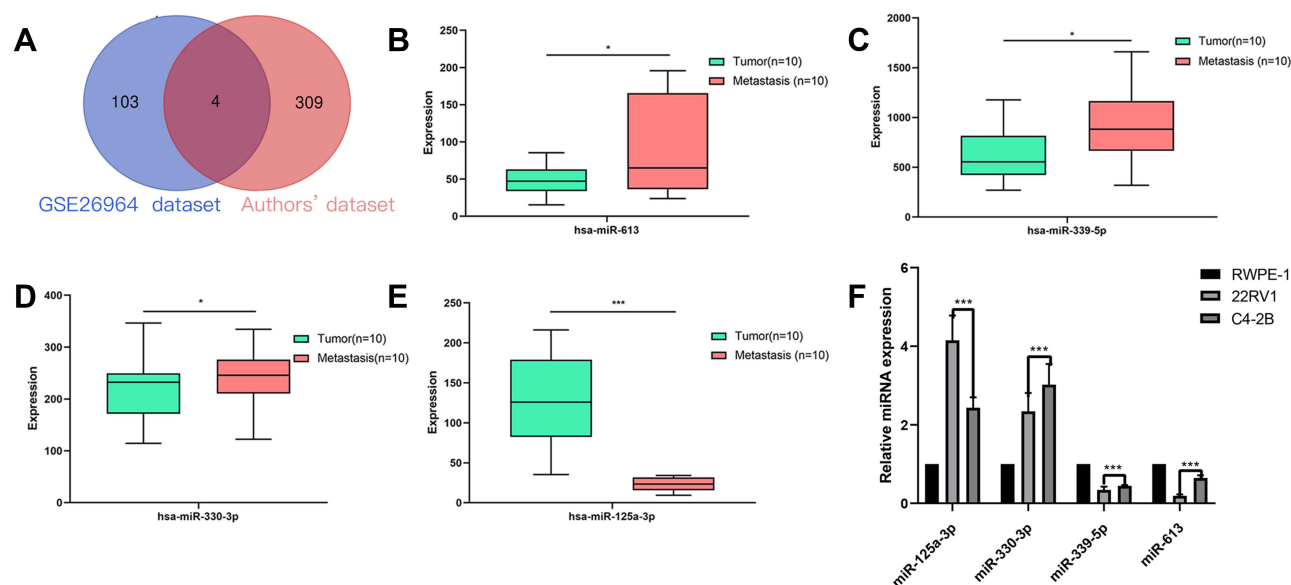 A
103
4
309
GSE26964 dataset
Authors' dataset
B
250
200
150
100
50
0
Expression
*
Tumor(n=10)
Metastasis (n=10)
hsa-miR-613
C
2000
1500
1000
500
0
Expression
*
Tumor(n=10)
Metastasis (n=10)
hsa-miR-339-5p
D
400
300
200
100
0
Expression
*
Tumor(n=10)
Metastasis(n=10)
hsa-miR-330-3p
E
250
200
150
100
50
0
Expression
***
Tumor(n=10)
Metastasis (n=10)
hsa-miR-125a-3p
F
6
4
2
0
Relative miRNA expression
***
***
***
***
RWPE-1
22RV1
C4-2B
miR-125a-3p
miR-330-3p
miR-339-5p
miR-613